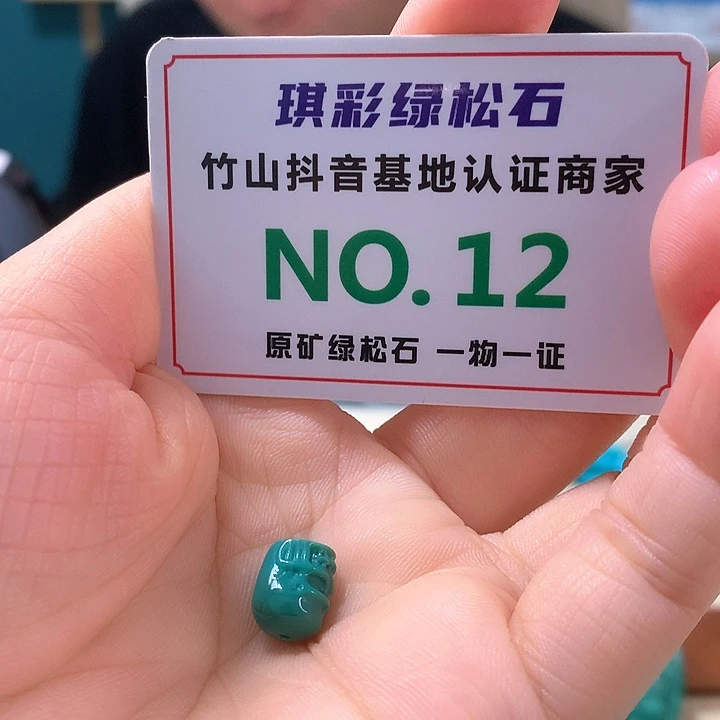 琪彩绿松石
竹山抖音基地认证商家
NO.12
原矿绿松石 一物一证